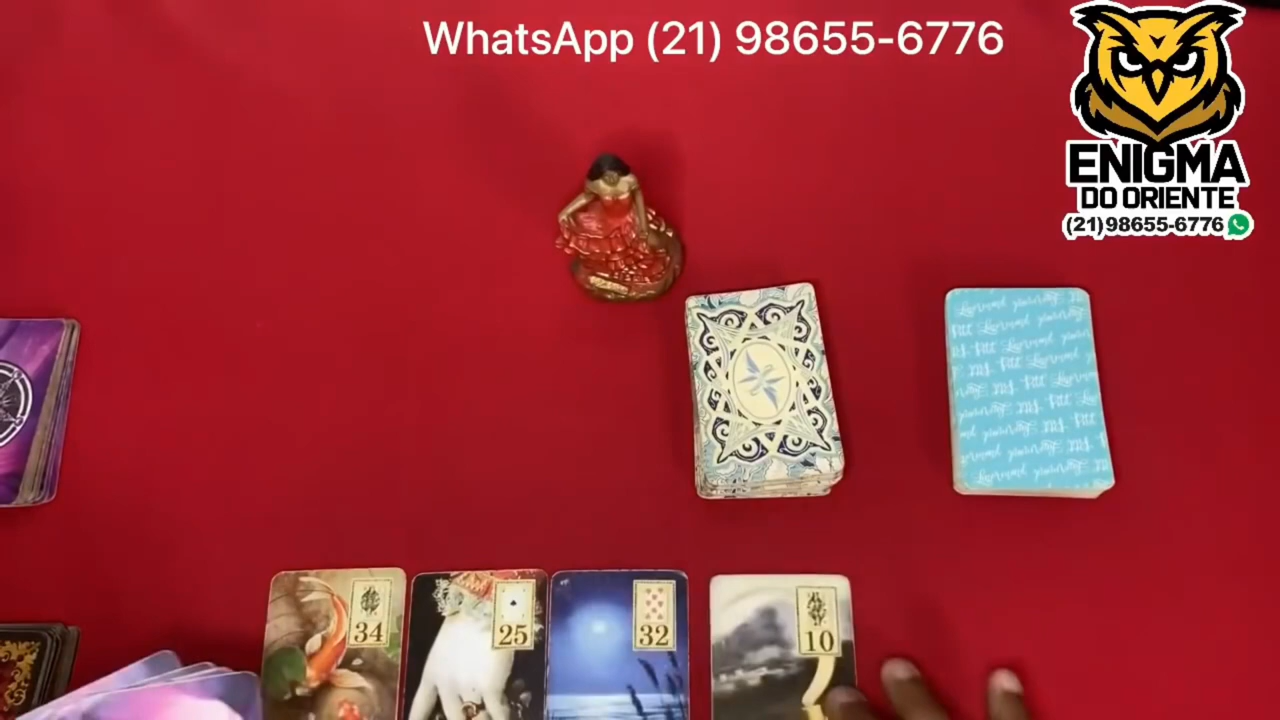 WhatsApp (21) 98655-6776
ENIGMA
DO ORIENTE
(21)98655-6776
34
25
32
10